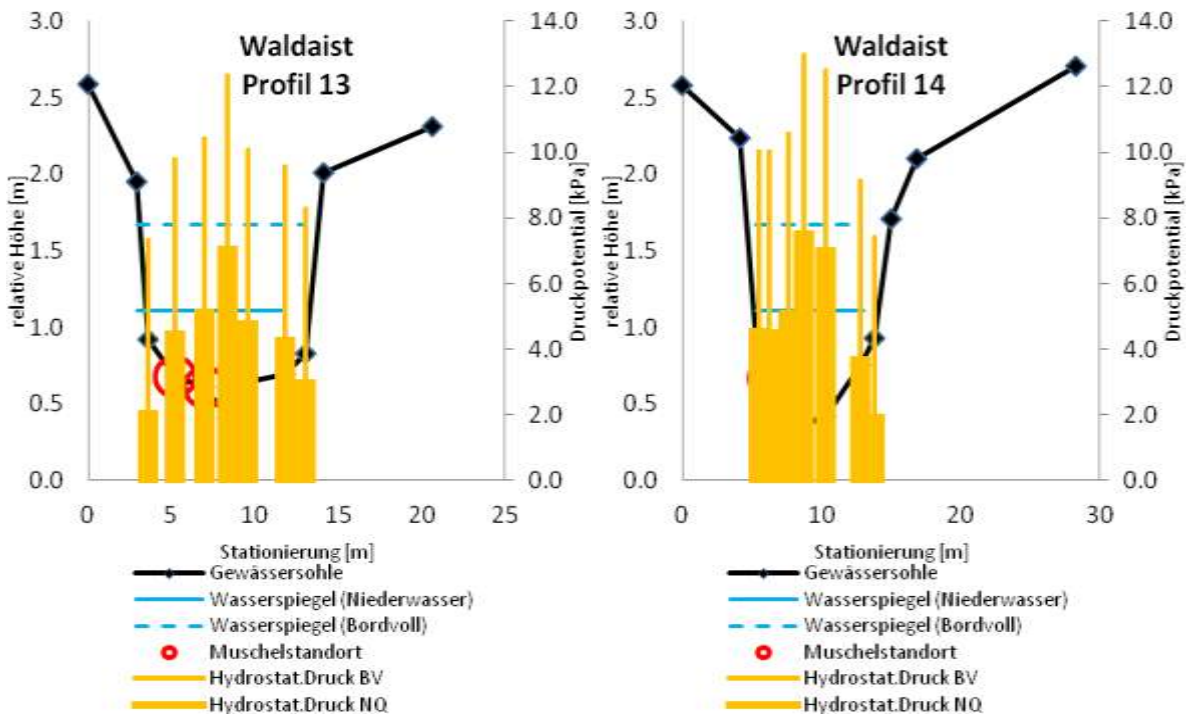 Waldaist
Profil 13
3.0
2.5
2.0
1.5
1.0
0.5
0.0
relative Höhe [m]
14.0
12.0
10.0
8.0
6.0
4.0
2.0
0.0
Druckpotential [kPa]
0 5 10 15 20 25
Stationierung [m]
Gewässersohle
Wasserspiegel (Niederwasser)
Wasserspiegel (Bordvoll)
Muschelstandort
Hydrostat.Druck BV
Hydrostat.Druck NQ
Waldaist
Profil 14
3.0
2.5
2.0
1.5
1.0
0.5
0.0
relative Höhe [m]
14.0
12.0
10.0
8.0
6.0
4.0
2.0
0.0
Druckpotential [kPa]
0 10 20 30
Stationierung [m]
Gewässersohle
Wasserspiegel (Niederwasser)
Wasserspiegel (Bordvoll)
Muschelstandort
Hydrostat.Druck BV
Hydrostat.Druck NQ